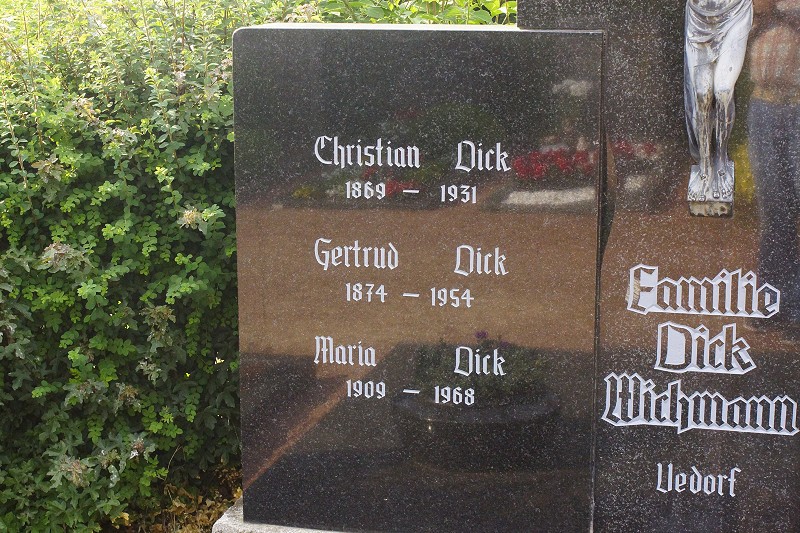 Christian Dick
1869 – 1931
Gertrud Dick
1874 – 1954
Maria Dick
1909 – 1968
Familie
Dick
Wichmann
Uedorf